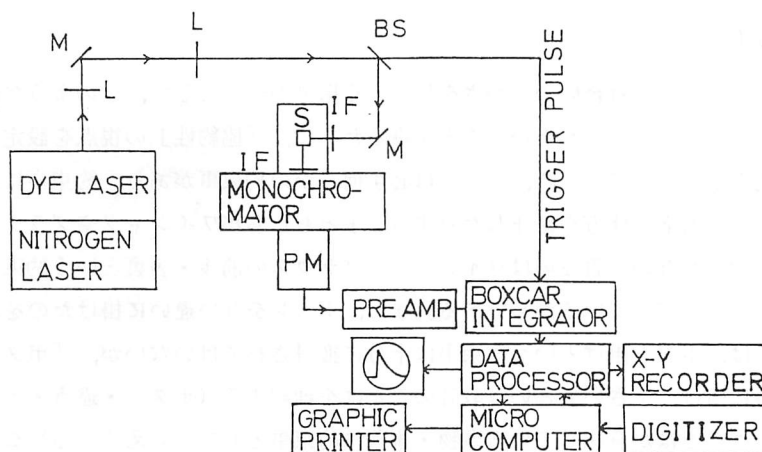 M
L
BS
L
TRIGGER PULSE
S
IF
M
IF
DYE LASER
NITROGEN
LASER
MONOCHRO-
MATOR
PM
PRE AMP
BOXCAR
INTEGRATOR
DATA
PROCESSOR
X-Y
RECORDER
GRAPHIC
PRINTER
MICRO
COMPUTER
DIGITIZER